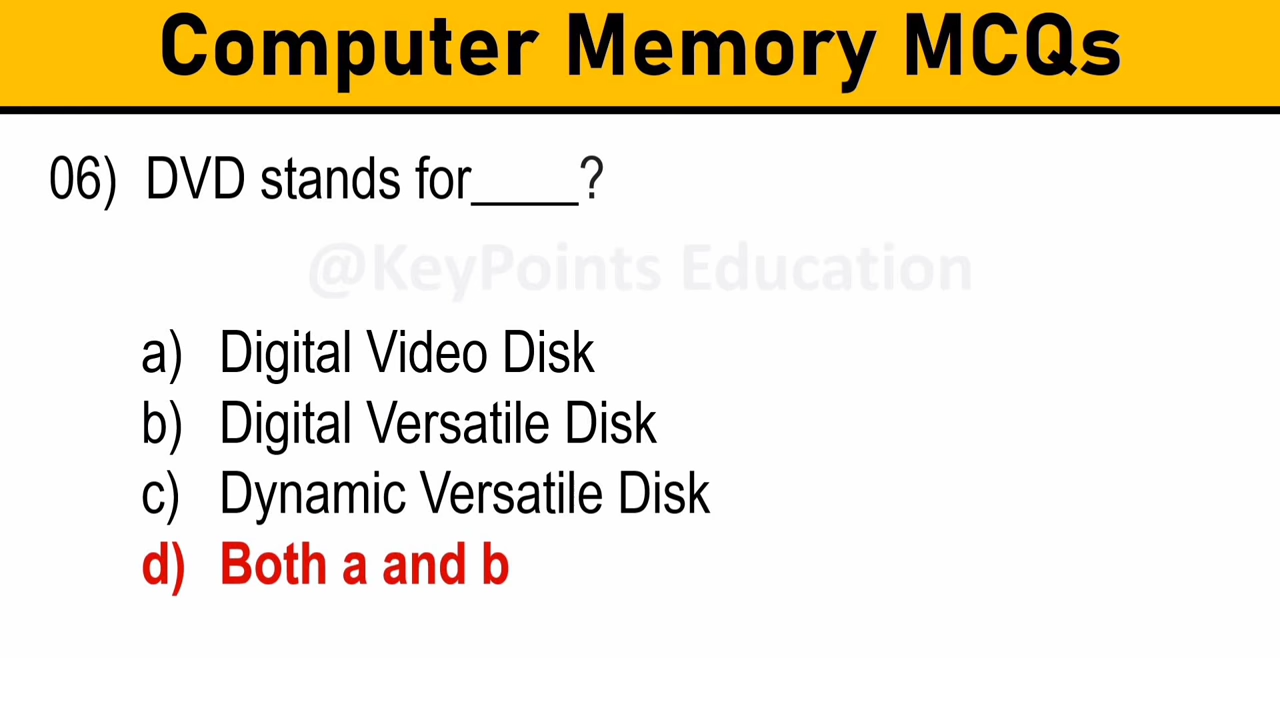 Computer Memory MCQs
06) DVD stands for____?
@KeyPoints Education
a) Digital Video Disk
b) Digital Versatile Disk
c) Dynamic Versatile Disk
d) Both a and b